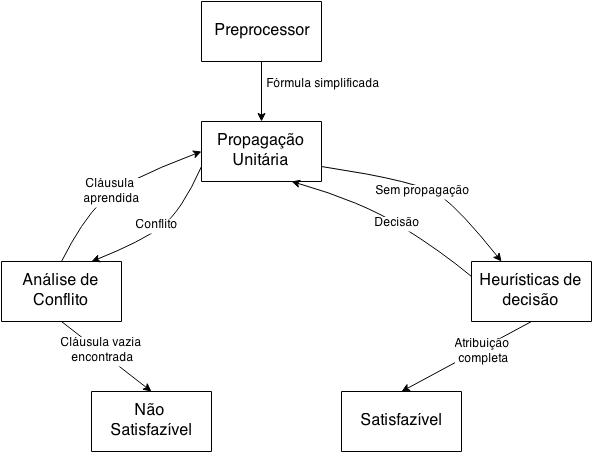 Preprocessor
Fórmula simplificada
Propagação
Unitária
Cláusula
aprendida
Sem propagação
Conflito
Decisão
Análise de
Conflito
Heurísticas de
decisão
Cláusula vazia
encontrada
Atribuição
completa
Não
Satisfazível
Satisfazível